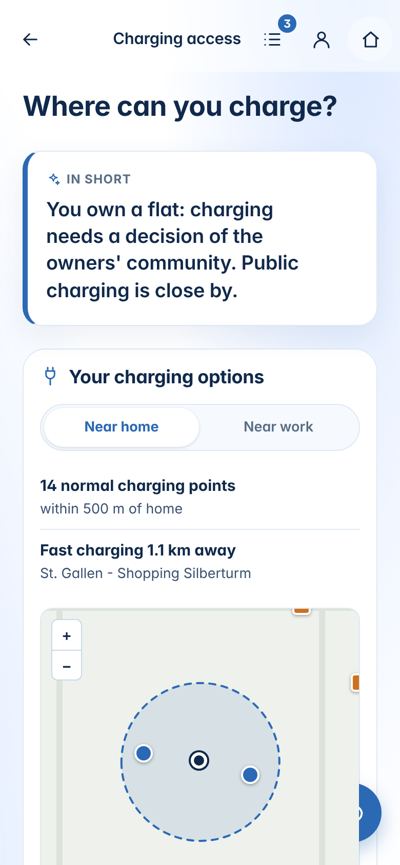 3
Charging access
Where can you charge?
IN SHORT
You own a flat: charging
needs a decision of the
owners' community. Public
charging is close by.
Your charging options
Near home
Near work
14 normal charging points
within 500 m of home
Fast charging 1.1 km away
St. Gallen - Shopping Silberturm
+
−